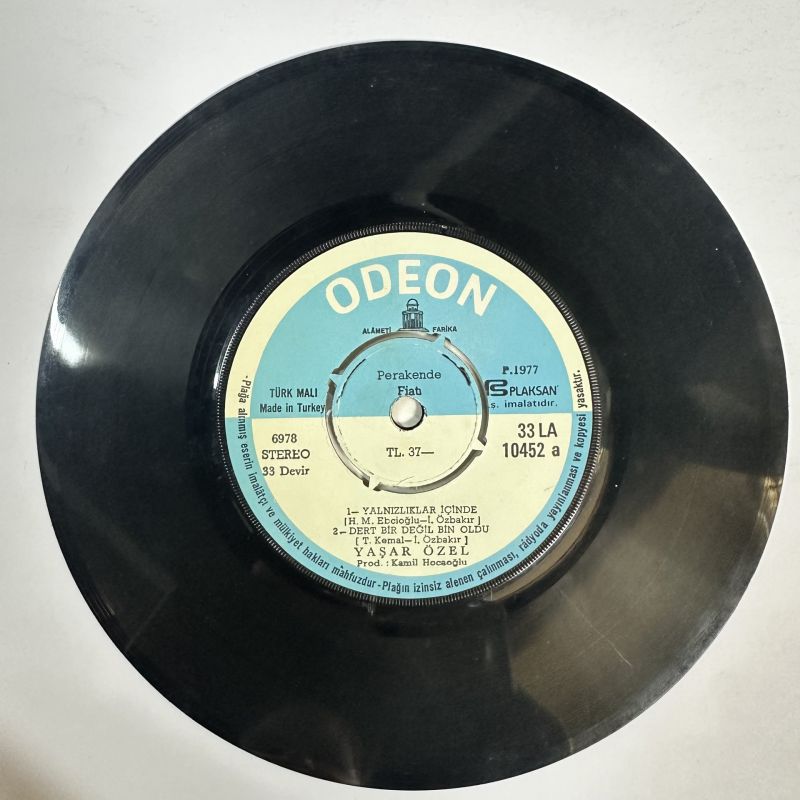 ODEON
ALÂMETİ FARİKA
Perakende
Fiatı
P.1977
PLAKSAN
Ş. imalatıdır.
TÜRK MALI
Made in Turkey
6978
STEREO
33 Devir
TL. 37—
33 LA
10452 a
1— YALNIZLIKLAR İÇİNDE
[H. M. Ebcioğlu—İ. Özbakır]
2.— DERT BİR DEĞİL BİN OLDU
[T. Kemal—İ. Özbakır]
YAŞAR ÖZEL
Prod. : Kamil Hocaoğlu
-Plağa alınmış eserin imalâtçı ve mülkiyet hakları mahfuzdur-Plağın izinsiz alenen çalınması, radyoda yayınlanması ve kopyesi yasaktır.